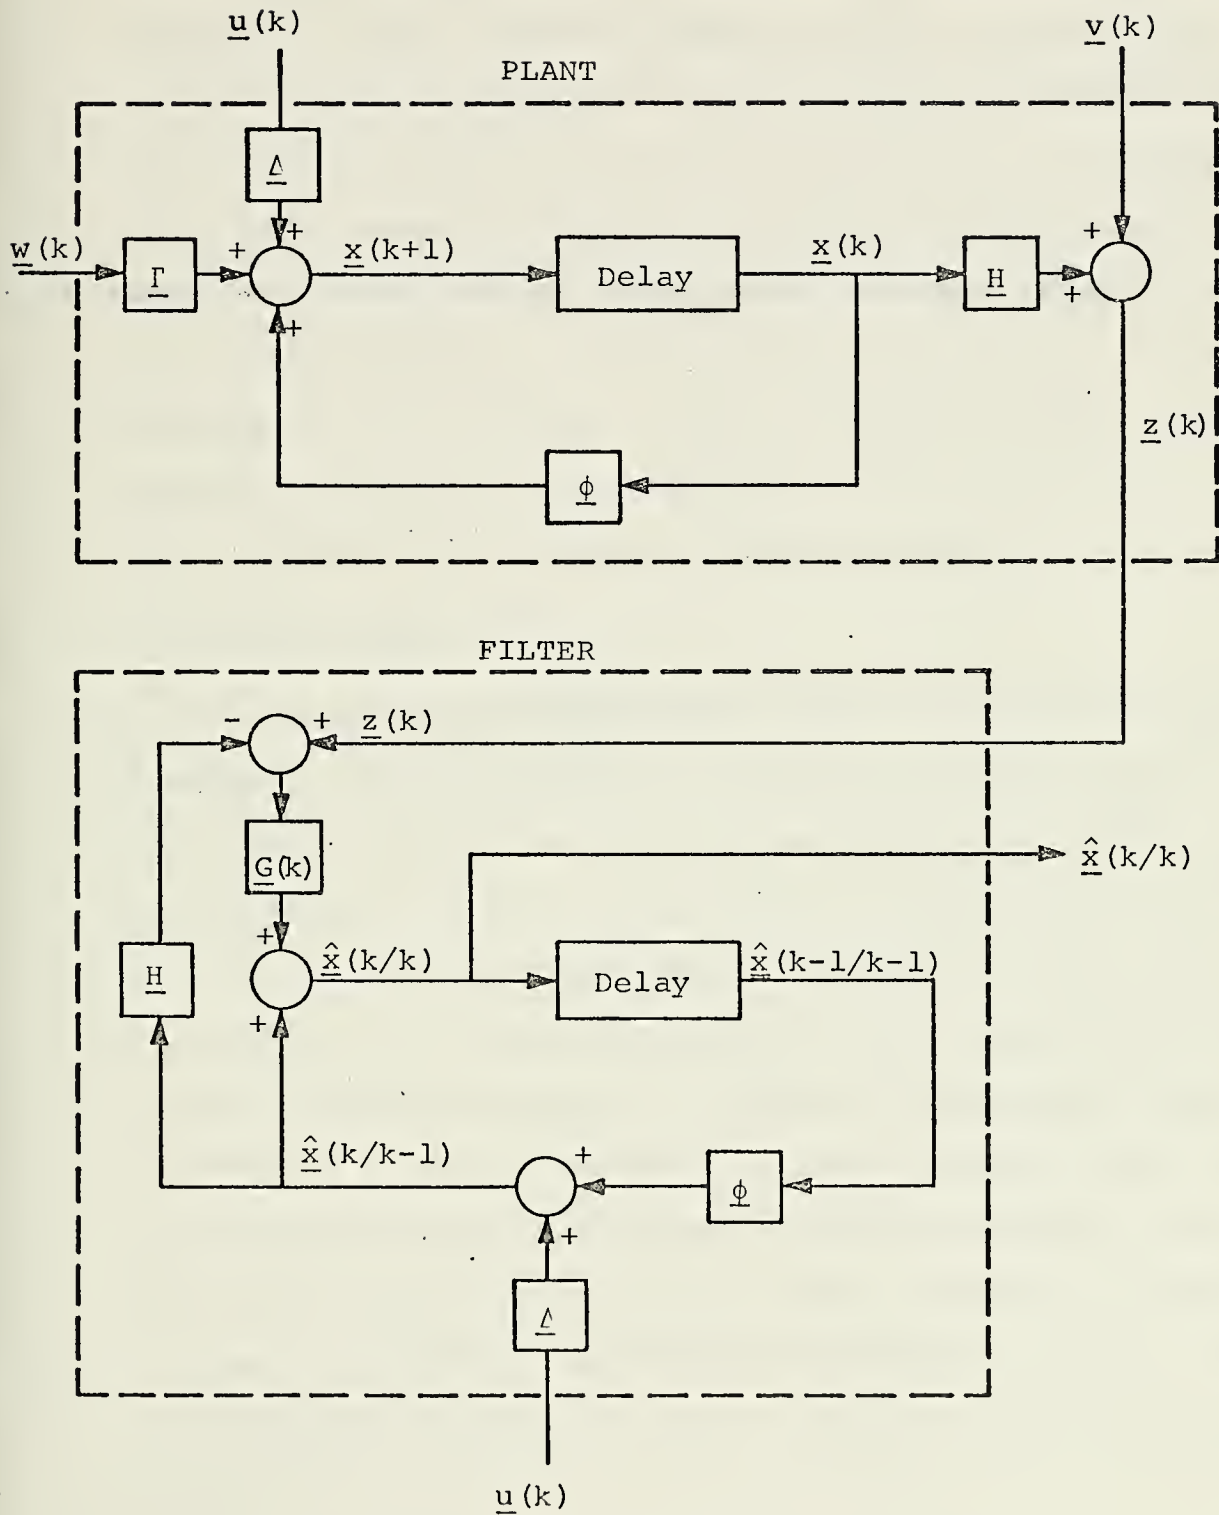 u(k)
v(k)
PLANT
Δ
w(k)
Γ
+
+
x(k+1)
Delay
x(k)
H
+
+
+
z(k)
ϕ
FILTER
-
+
z(k)
G(k)
x̂(k/k)
H
+
x̂(k/k)
Delay
x̂(k-1/k-1)
+
x̂(k/k-1)
+
ϕ
+
Δ
u(k)